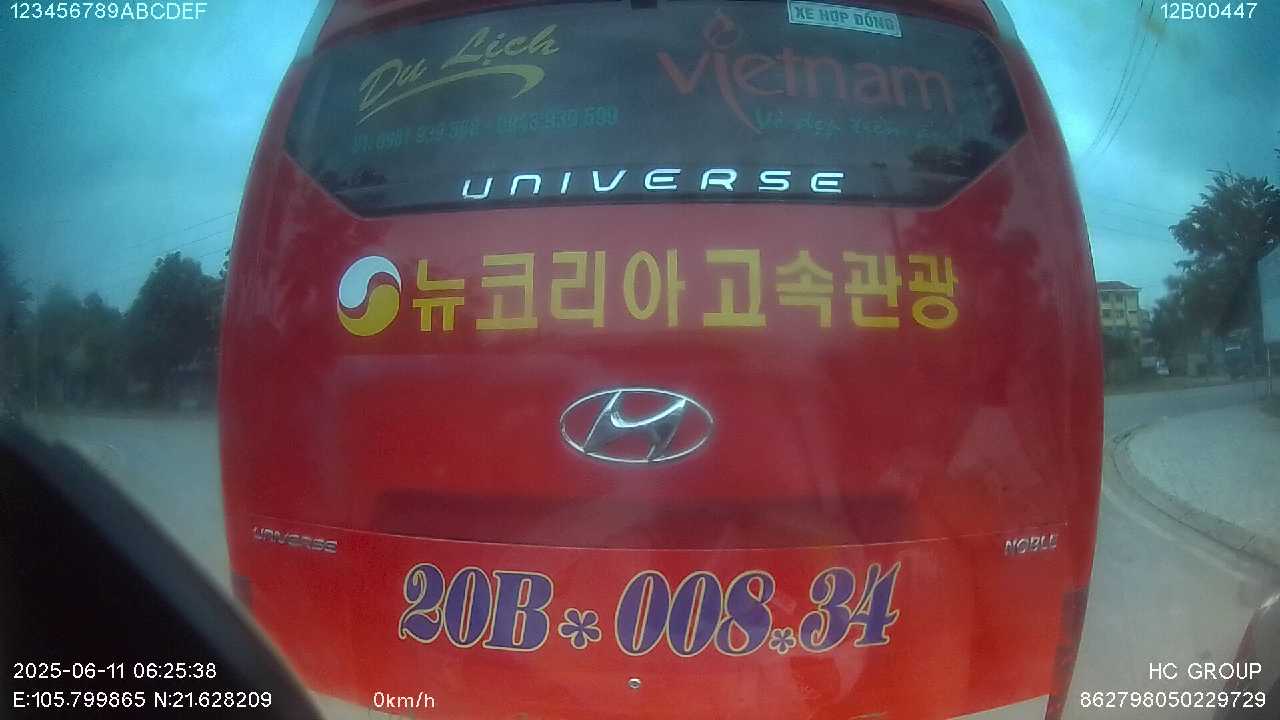 123456789ABCDEF
12B00447
XE HỢP ĐỒNG
Du Lịch
Vietnam
UNIVERSE
뉴코리아고속관광
UNIVERSE
NOBLE
20B*008.34
2025-06-11 06:25:38
HC GROUP
E:105.799865 N:21.628209
0km/h
862798050229729